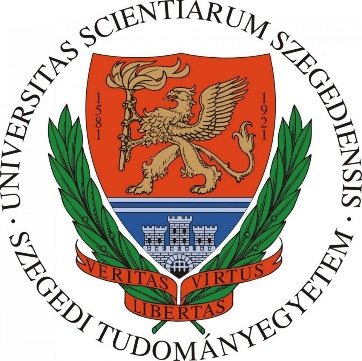 UNIVERSITAS SCIENTIARUM SZEGEDIENSIS
1581
1921
VERITAS VIRTUS
LIBERTAS
· SZEGEDI TUDOMÁNYEGYETEM ·